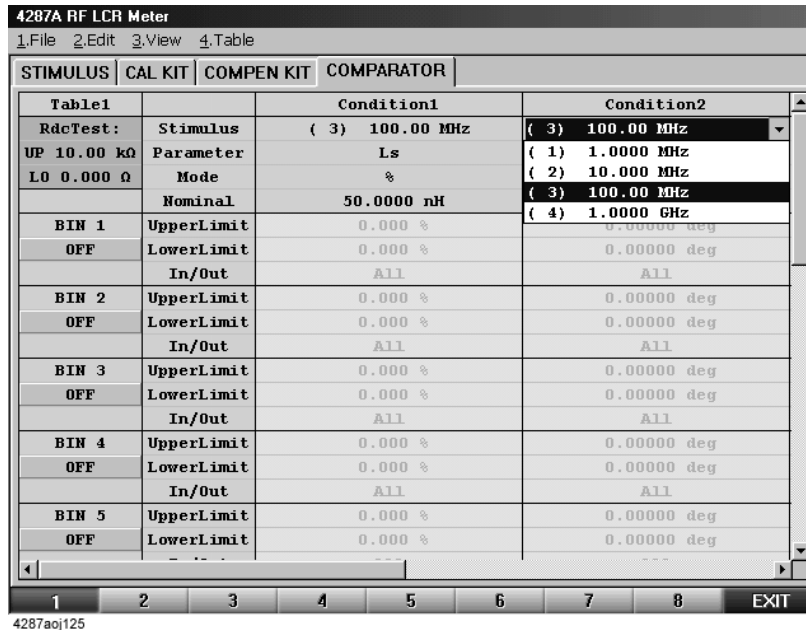 4287A RF LCR Meter
1.File 2.Edit 3.View 4.Table
STIMULUS CAL KIT COMPEN KIT COMPARATOR
Table1 Condition1 Condition2
RdcTest: Stimulus ( 3) 100.00 MHz ( 3) 100.00 MHz
UP 10.00 kΩ Parameter Ls ( 1) 1.0000 MHz
LO 0.000 Ω Mode % ( 2) 10.000 MHz
( 3) 100.00 MHz
Nominal 50.0000 nH ( 4) 1.0000 GHz
BIN 1 UpperLimit 0.000 % 0.00000 deg
OFF LowerLimit 0.000 % 0.00000 deg
In/Out All All
BIN 2 UpperLimit 0.000 % 0.00000 deg
OFF LowerLimit 0.000 % 0.00000 deg
In/Out All All
BIN 3 UpperLimit 0.000 % 0.00000 deg
OFF LowerLimit 0.000 % 0.00000 deg
In/Out All All
BIN 4 UpperLimit 0.000 % 0.00000 deg
OFF LowerLimit 0.000 % 0.00000 deg
In/Out All All
BIN 5 UpperLimit 0.000 % 0.00000 deg
OFF LowerLimit 0.000 % 0.00000 deg
1 2 3 4 5 6 7 8 EXIT
4287aoj125